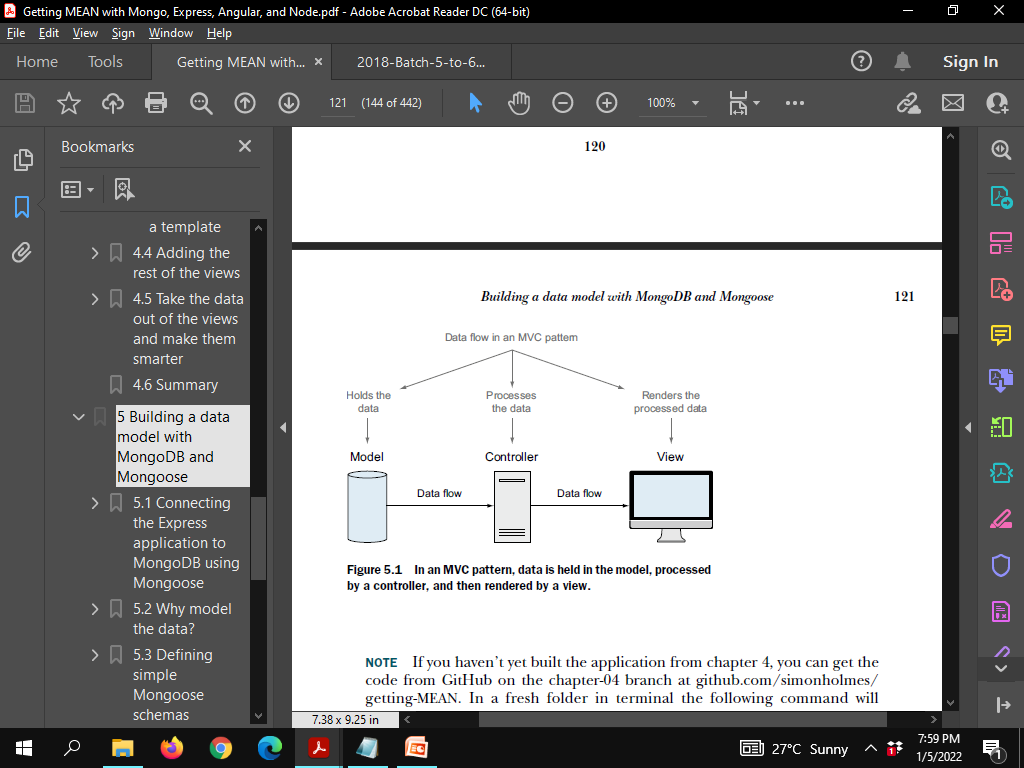 Getting MEAN with Mongo, Express, Angular, and Node.pdf - Adobe Acrobat Reader DC (64-bit)
File Edit View Sign Window Help
Home Tools Getting MEAN with... × 2018-Batch-5-to-6... Sign In
121 (144 of 442) 100%
Bookmarks
a template
4.4 Adding the
rest of the views
4.5 Take the data
out of the views
and make them
smarter
4.6 Summary
5 Building a data
model with
MongoDB and
Mongoose
5.1 Connecting
the Express
application to
MongoDB using
Mongoose
5.2 Why model
the data?
5.3 Defining
simple
Mongoose
schemas
120
Building a data model with MongoDB and Mongoose 121
Data flow in an MVC pattern
Holds the
data
Processes
the data
Renders the
processed data
Model
Controller
View
Data flow
Data flow
Figure 5.1 In an MVC pattern, data is held in the model, processed
by a controller, and then rendered by a view.
NOTE If you haven't yet built the application from chapter 4, you can get the
code from GitHub on the chapter-04 branch at github.com/simonholmes/
getting-MEAN. In a fresh folder in terminal the following command will
7.38 x 9.25 in
27°C Sunny
7:59 PM
1/5/2022
1
1